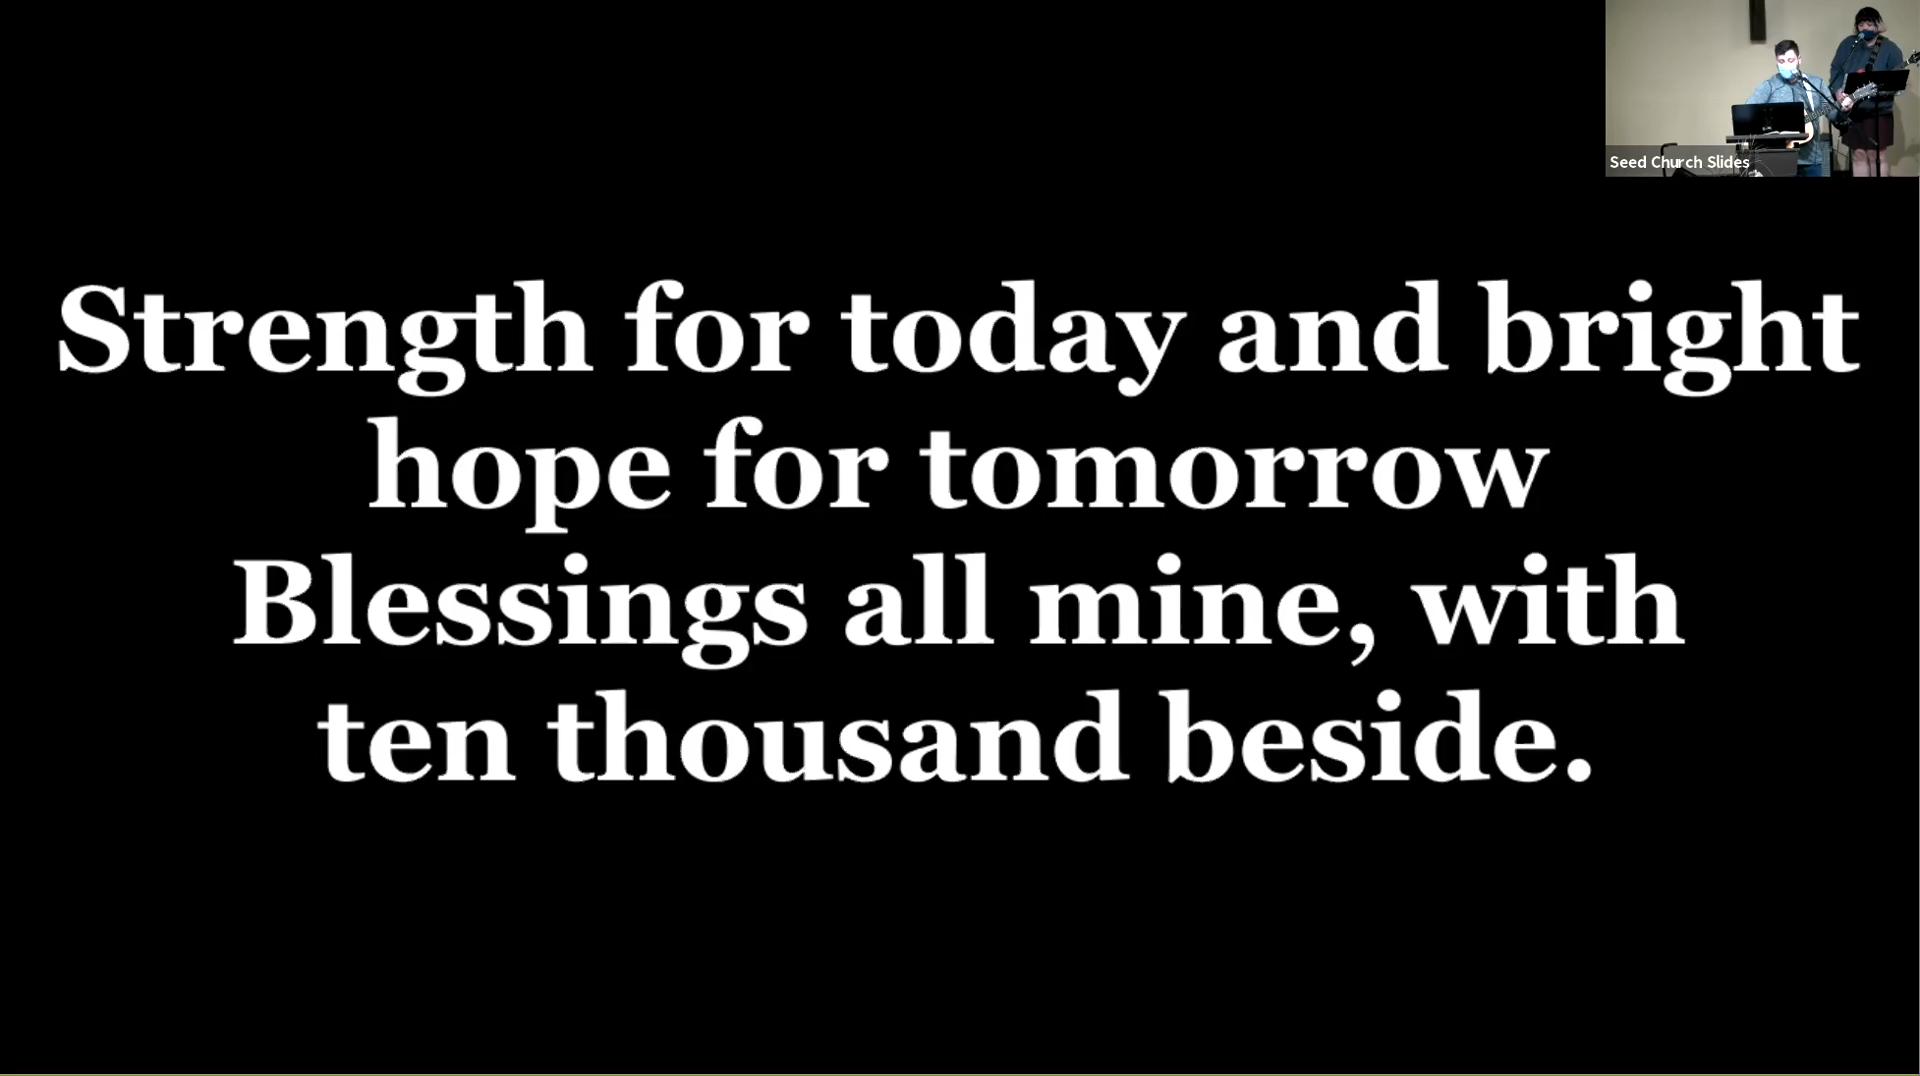 Seed Church Slides
Strength for today and bright
hope for tomorrow
Blessings all mine, with
ten thousand beside.